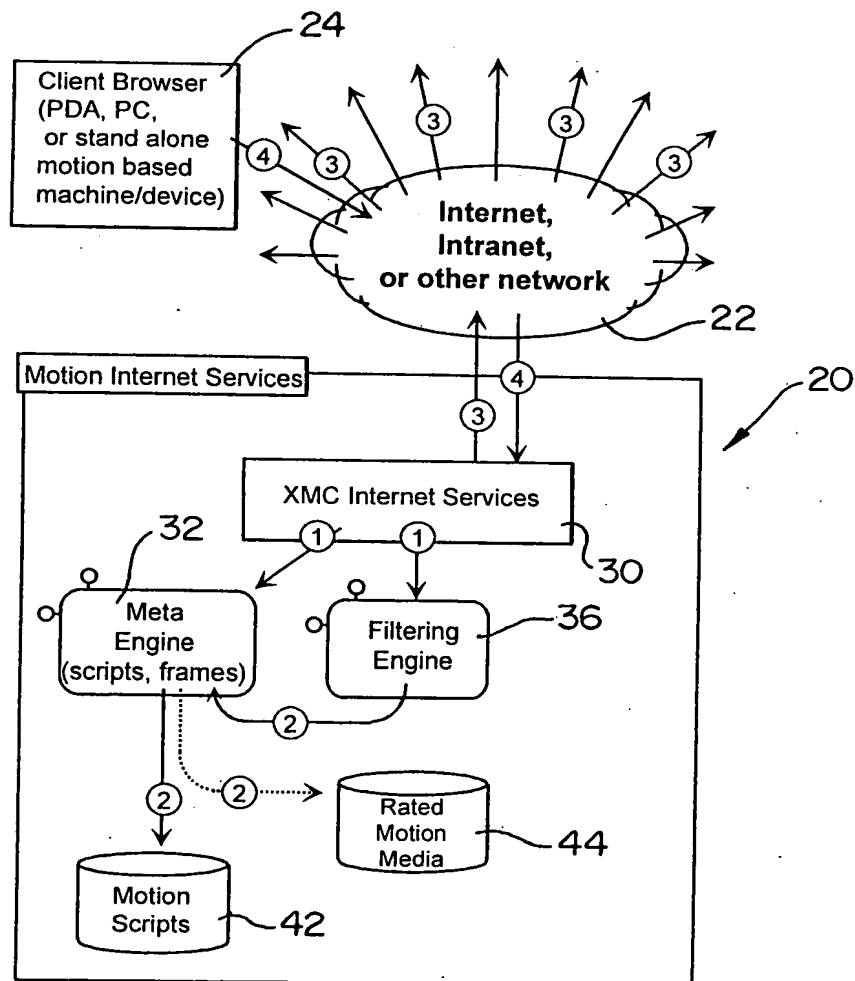 24
Client Browser
(PDA, PC,
or stand alone
motion based
machine/device)
4
3
3
3
3
Internet,
Intranet,
or other network
22
Motion Internet Services
4
3
20
XMC Internet Services
1
1
30
32
Meta
Engine
(scripts, frames)
Filtering
Engine
36
2
2
2
Rated
Motion
Media
44
Motion
Scripts
42